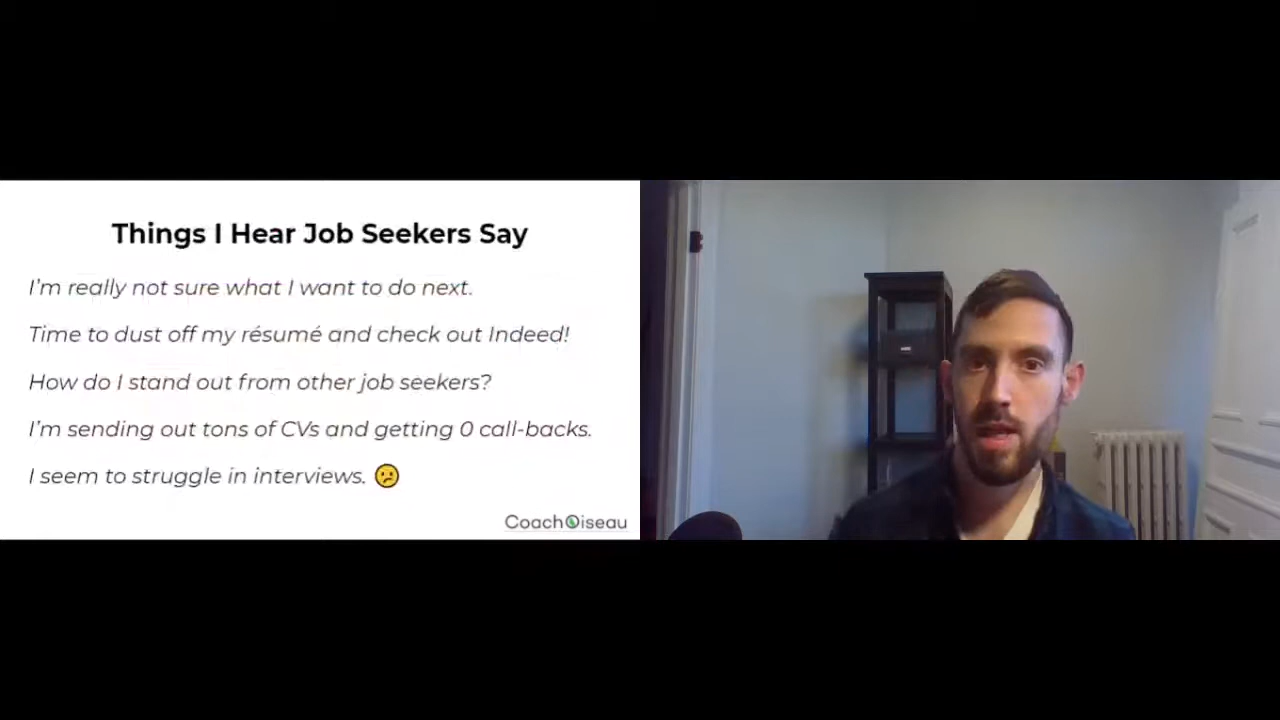 Things I Hear Job Seekers Say
I'm really not sure what I want to do next.
Time to dust off my résumé and check out Indeed!
How do I stand out from other job seekers?
I'm sending out tons of CVs and getting 0 call-backs.
I seem to struggle in interviews. 😕
CoachOiseau